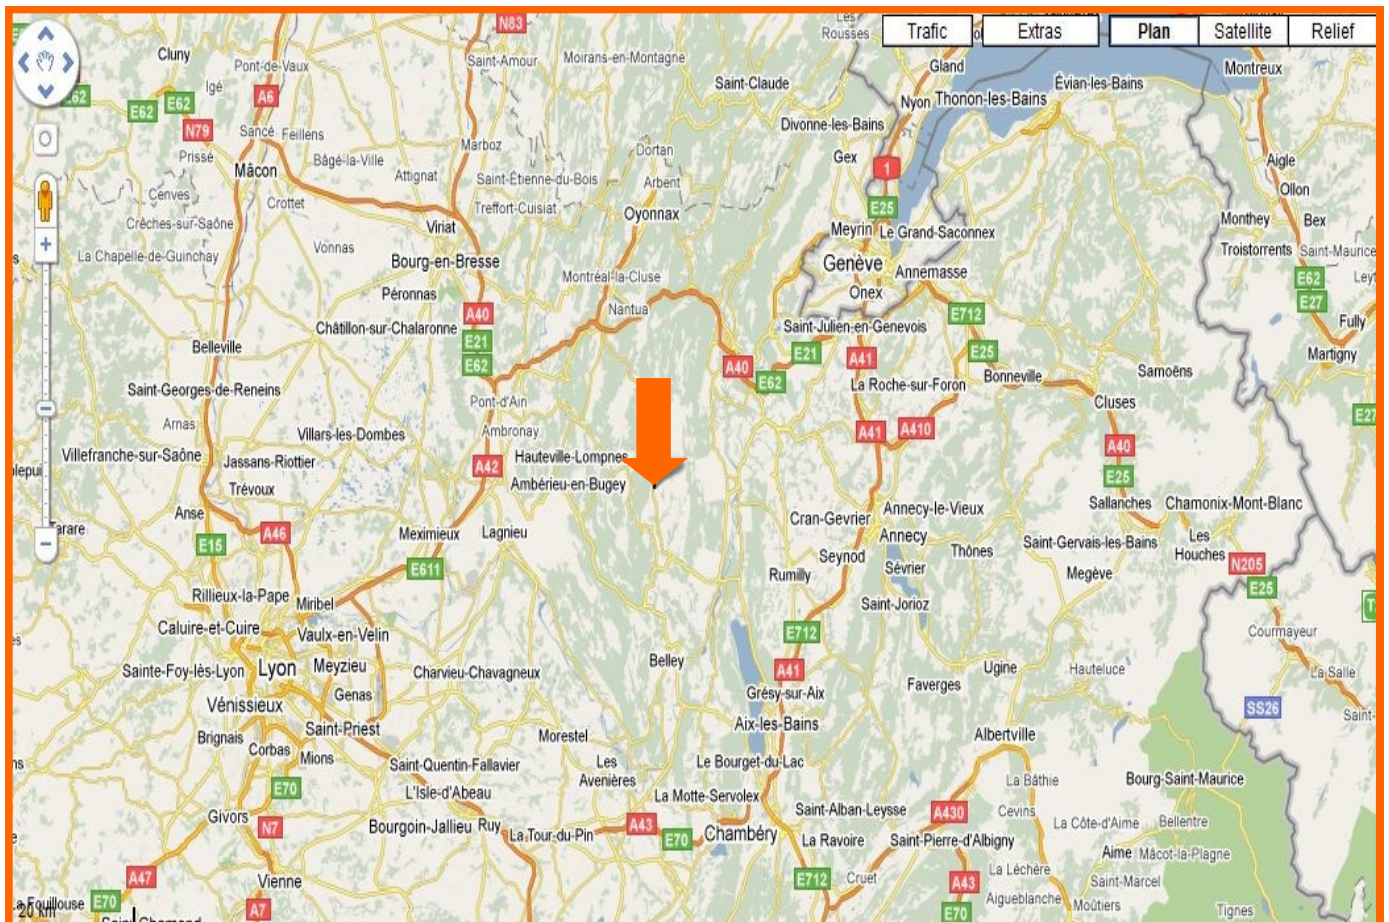 N83
Les
Rousses
Trafic
Extras
Plan
Satellite
Relief
Cluny
Pont-de-Vaux
Saint-Amour
Moirans-en-Montagne
Gland
Montreux
Saint-Claude
Évian-les-Bains
Igé
E62
E62
E62
A6
Nyon
Thonon-les-Bains
N79
Sancé
Feillens
Divonne-les-Bains
Prissé
Bâgé-la-Ville
Marboz
Dortan
Gex
1
Aigle
Mâcon
Attignat
Saint-Étienne-du-Bois
Arbent
Ollon
Cenves
Crottet
Treffort-Cuisiat
Oyonnax
E25
Crêches-sur-Saône
Viriat
Meyrin
Le Grand-Saconnex
Monthey
Bex
La Chapelle-de-Guinchay
Vonnas
Bourg-en-Bresse
Genève
Annemasse
Troistorrents
Saint-Maurice
Montréal-la-Cluse
E62
E27
Péronnas
Onex
Nantua
A40
E21
E62
Châtillon-sur-Chalaronne
Saint-Julien-en-Genevois
E712
Fully
Belleville
E21
A41
E25
Martigny
A40
E62
Saint-Georges-de-Reneins
La Roche-sur-Foron
Bonneville
Samoëns
Pont-d'Ain
Cluses
E27
Arnas
Villars-les-Dombes
Ambronay
A41
A410
A40
Villefranche-sur-Saône
Jassans-Riottier
A42
Hauteville-Lompnes
E25
Trévoux
Ambérieu-en-Bugey
Sallanches
Chamonix-Mont-Blanc
Anse
A46
Cran-Gevrier
Annecy-le-Vieux
Meximieux
Lagnieu
Annecy
E15
Seynod
Thônes
Saint-Gervais-les-Bains
Les
Houches
E611
Rumilly
Sévrier
Megève
N205
E25
Rillieux-la-Pape
Miribel
Saint-Jorioz
Caluire-et-Cuire
Vaulx-en-Velin
E712
Courmayeur
Sainte-Foy-lès-Lyon
Lyon
Meyzieu
Charvieu-Chavagneux
Belley
A41
Ugine
Hauteluce
La Salle
Vénissieux
Genas
Grésy-sur-Aix
Faverges
SS26
Saint-
Brignais
Corbas
Saint-Priest
Mions
Morestel
Aix-les-Bains
Albertville
Saint-Quentin-Fallavier
Les
Avenières
Le Bourget-du-Lac
La Bâthie
Bourg-Saint-Maurice
E70
L'Isle-d'Abeau
La Motte-Servolex
Saint-Alban-Leysse
A430
Cevins
Givors
N7
Bourgoin-Jallieu
Ruy
La-Tour-du-Pin
A43
E70
Chambéry
La Ravoire
Saint-Pierre-d'Albigny
La Côte-d'Aime
Bellentre
Aime
Mâcot-la-Plagne
A47
Vienne
E712
Cruet
A43
La Léchère
Saint-Marcel
E70
A7
E70
Aigueblanche
Moûtiers
Tignes
20 km